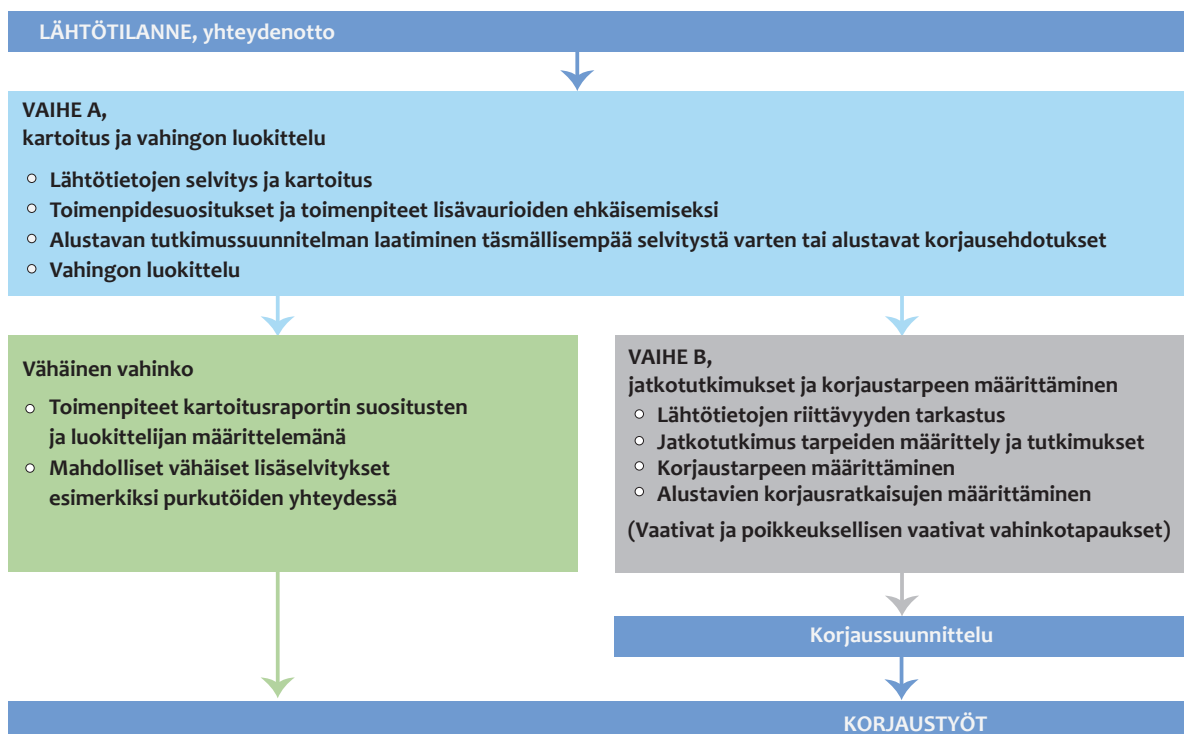 LÄHTÖTILANNE, yhteydenotto
VAIHE A,
kartoitus ja vahingon luokittelu
Lähtötietojen selvitys ja kartoitus
Toimenpidesuositukset ja toimenpiteet lisävaurioiden ehkäisemiseksi
Alustavan tutkimussuunnitelman laatiminen täsmällisempää selvitystä varten tai alustavat korjausehdotukset
Vahingon luokittelu
Vähäinen vahinko
Toimenpiteet kartoitusraportin suositusten
ja luokittelijan määrittelemänä
Mahdolliset vähäiset lisäselvitykset
esimerkiksi purkutöiden yhteydessä
VAIHE B,
jatkotutkimukset ja korjaustarpeen määrittäminen
Lähtötietojen riittävyyden tarkastus
Jatkotutkimus tarpeiden määrittely ja tutkimukset
Korjaustarpeen määrittäminen
Alustavien korjausratkaisujen määrittäminen
(Vaativat ja poikkeuksellisen vaativat vahinkotapaukset)
Korjaussuunnittelu
KORJAUSTYÖT